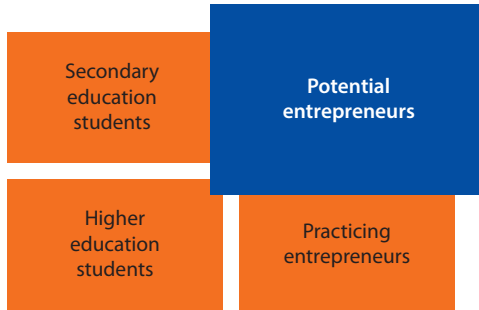 Secondary
education
students
Potential
entrepreneurs
Higher
education
students
Practicing
entrepreneurs